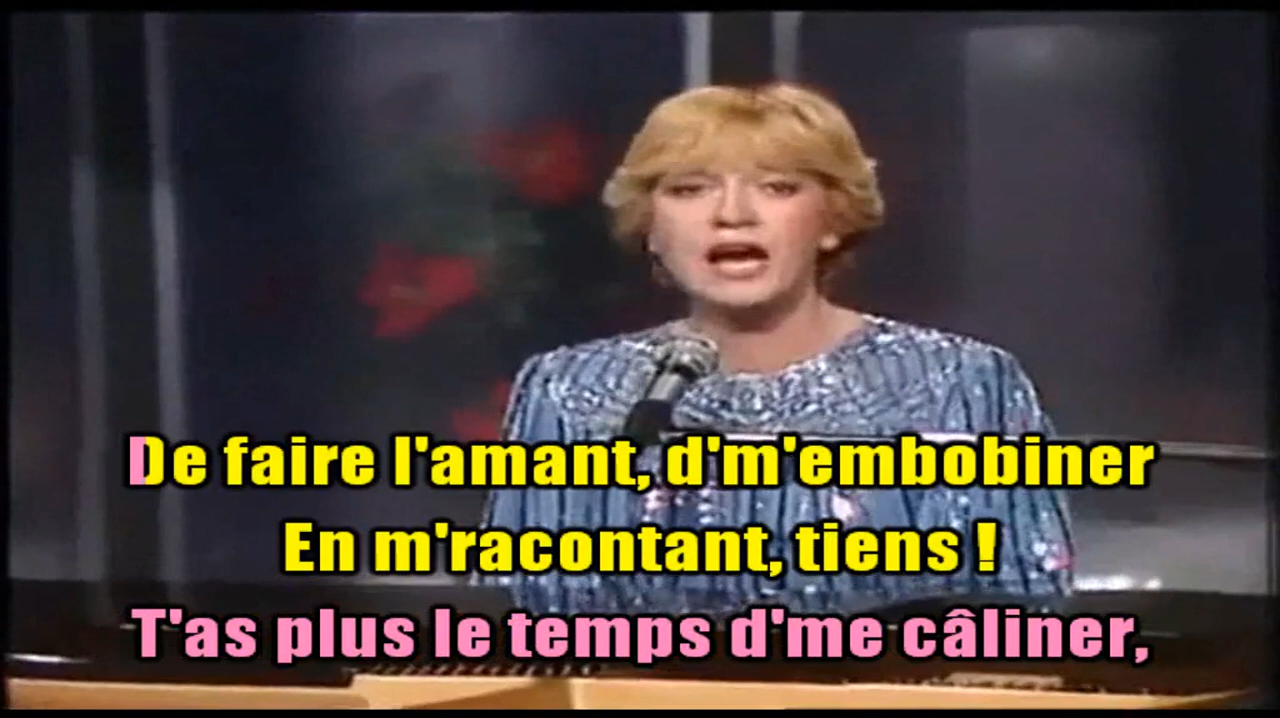 De faire l'amant, d'm'embobiner
En m'racontant, tiens !
T'as plus le temps d'me câliner,